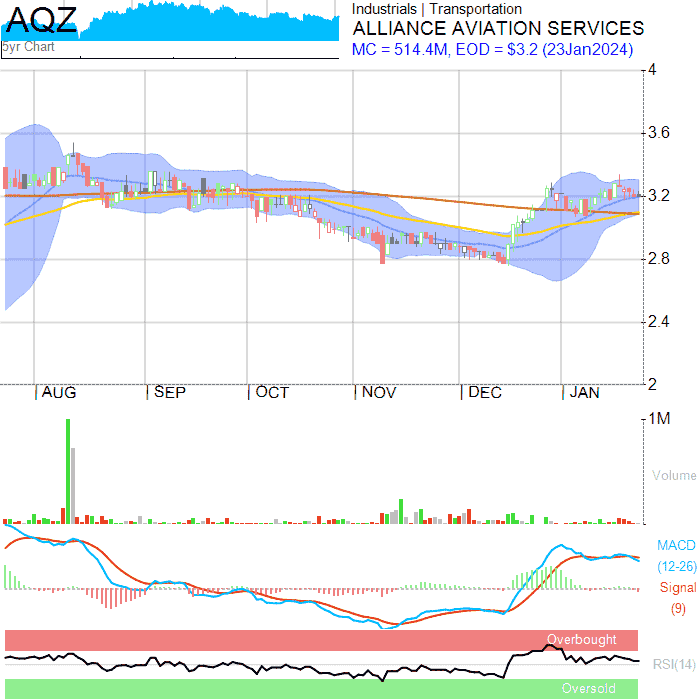 AQZ
5yr Chart
Industrials | Transportation
ALLIANCE AVIATION SERVICES
MC = 514.4M, EOD = $3.2 (23Jan2024)
4
3.6
3.2
2.8
2.4
2
AUG SEP OCT NOV DEC JAN
1M
Volume
MACD
(12-26)
Signal
(9)
Overbought
RSI(14)
Oversold